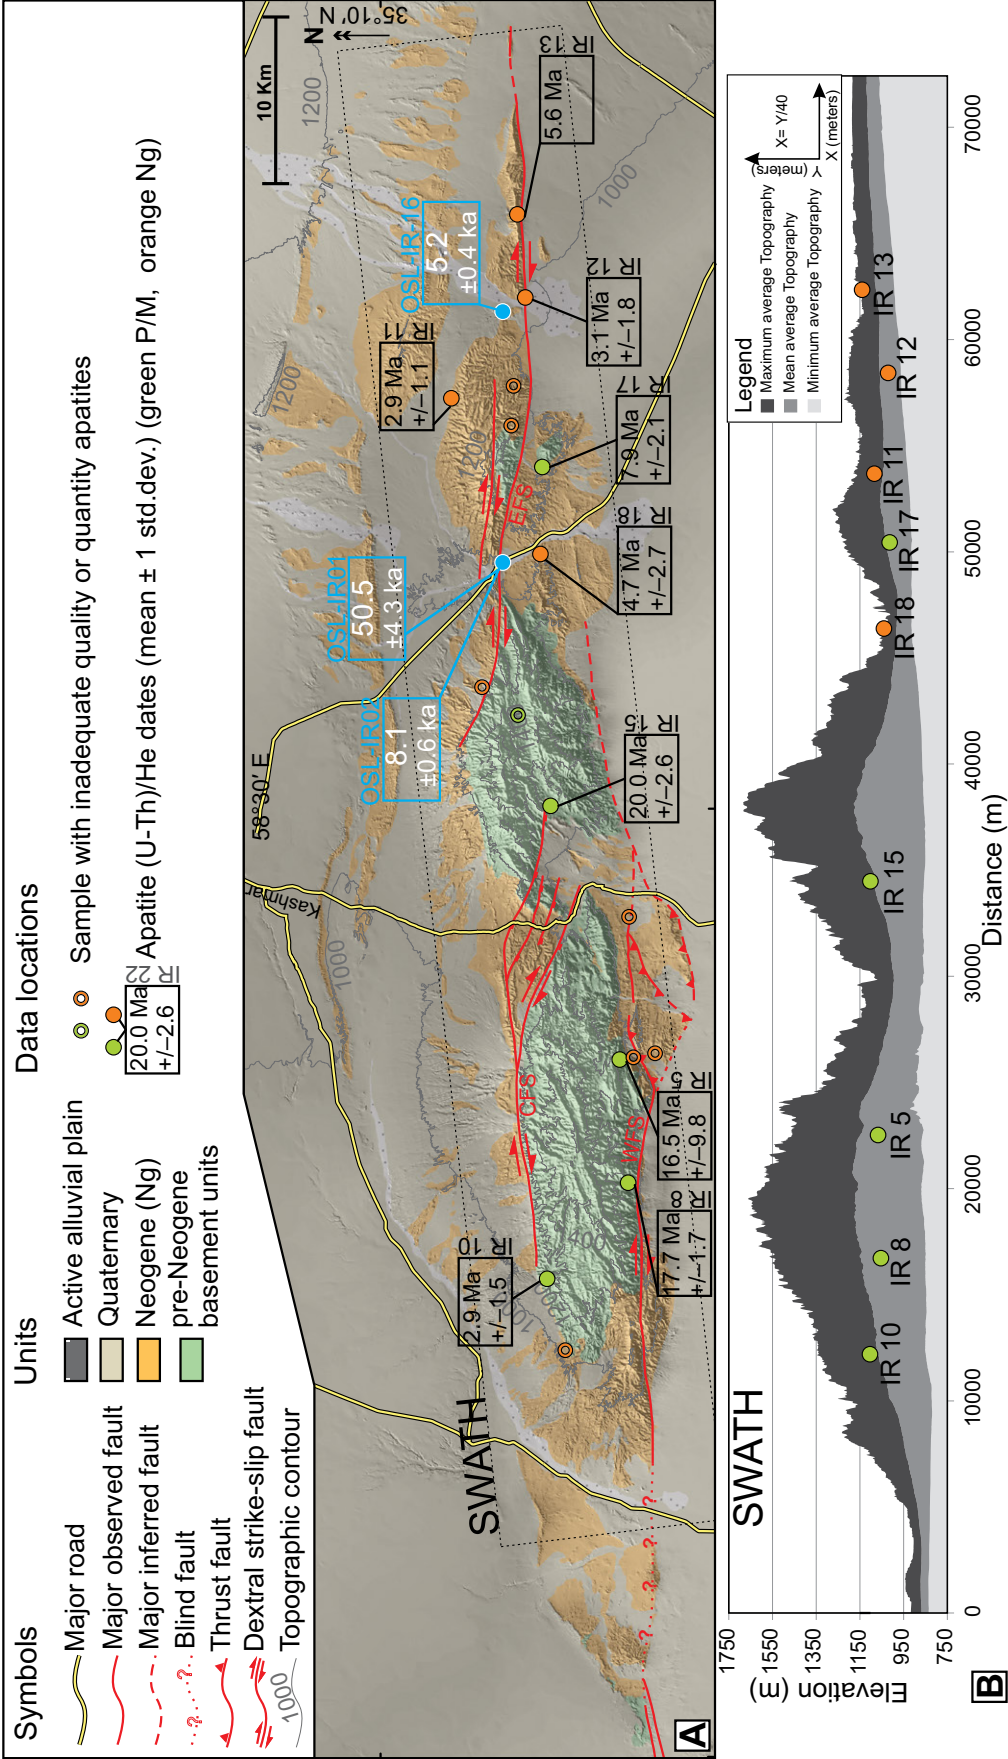 Symbols
Major road
Major observed fault
Major inferred fault
Blind fault
Thrust fault
Dextral strike-slip fault
Topographic contour
1000
? ?
Units
Active alluvial plain
Quaternary
Neogene (Ng)
pre-Neogene
basement units
Data locations
Sample with inadequate quality or quantity apatites
Apatite (U-Th)/He dates (mean ± 1 std.dev.) (green P/M, orange Ng)
20.0 Ma
+/–2.6
IR 22
58°30' E
35°10' N
N
10 Km
1200
1200
1200
1000
1000
Kashmar
SWATH
OSL-IR02
8.1
±0.6 ka
OSL-IR01
50.5
±4.3 ka
OSL-IR-16
5.2
±0.4 ka
IR 10
2.9 Ma
+/–1.5
IR 11
2.9 Ma
+/–1.1
5.6 Ma
IR 13
3.1 Ma
+/–1.8
IR 12
7.9 Ma
+/–2.1
IR 17
4.7 Ma
+/–2.7
IR 18
20.0 Ma
+/–2.6
IR 15
16.5 Ma
+/–9.8
IR 5
17.7 Ma
+/–1.7
IR 8
CFS
WFS
EFS
? ? ? ?
A
SWATH
Legend
Maximum average Topography
Mean average Topography
Minimum average Topography
Y (meters)
X= Y/40
X (meters)
Elevation (m)
1750
1550
1350
1150
950
750
IR 10
IR 8
IR 5
IR 15
IR 18
IR 17
IR 11
IR 12
IR 13
0
10000
20000
30000
40000
50000
60000
70000
Distance (m)
B